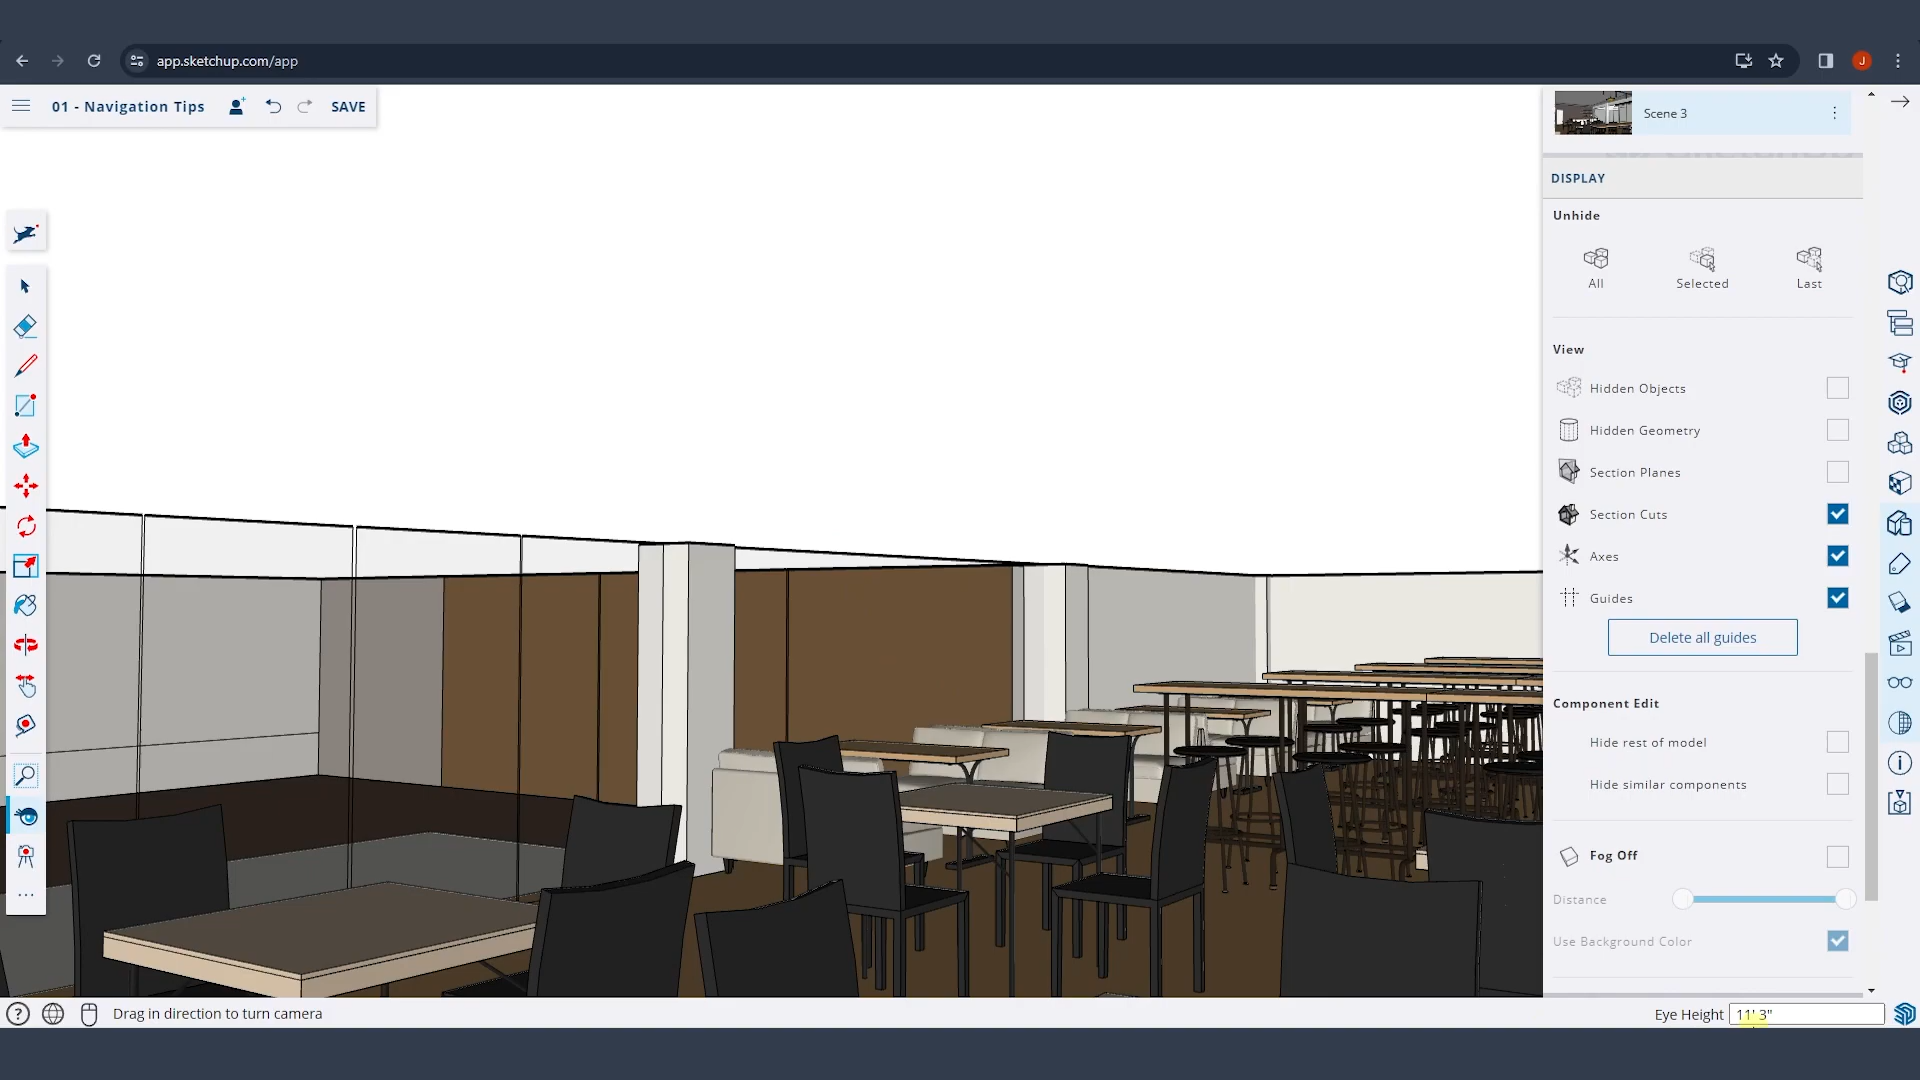 app.sketchup.com/app
J
01 - Navigation Tips
SAVE
Scene 3
DISPLAY
Unhide
All
Selected
Last
View
Hidden Objects
Hidden Geometry
Section Planes
Section Cuts
Axes
Guides
Delete all guides
Component Edit
Hide rest of model
Hide similar components
Fog Off
Distance
Use Background Color
Drag in direction to turn camera
Eye Height 11' 3"